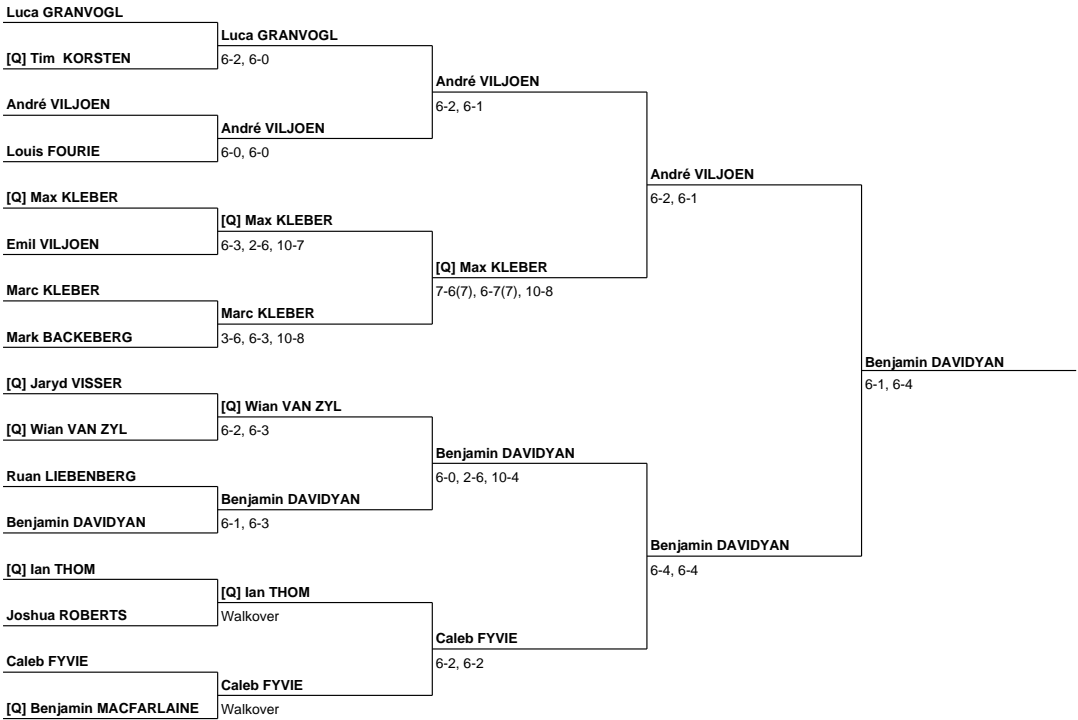 Luca GRANVOGL
[Q] Tim  KORSTEN
André VILJOEN
Louis FOURIE
[Q] Max KLEBER
Emil VILJOEN
Marc KLEBER
Mark BACKEBERG
[Q] Jaryd VISSER
[Q] Wian VAN ZYL
Ruan LIEBENBERG
Benjamin DAVIDYAN
[Q] Ian THOM
Joshua ROBERTS
Caleb FYVIE
[Q] Benjamin MACFARLAINE
Luca GRANVOGL
6-2, 6-0
André VILJOEN
6-0, 6-0
[Q] Max KLEBER
6-3, 2-6, 10-7
Marc KLEBER
3-6, 6-3, 10-8
[Q] Wian VAN ZYL
6-2, 6-3
Benjamin DAVIDYAN
6-1, 6-3
[Q] Ian THOM
Walkover
Caleb FYVIE
Walkover
André VILJOEN
6-2, 6-1
[Q] Max KLEBER
7-6(7), 6-7(7), 10-8
Benjamin DAVIDYAN
6-0, 2-6, 10-4
Caleb FYVIE
6-2, 6-2
André VILJOEN
6-2, 6-1
Benjamin DAVIDYAN
6-4, 6-4
Benjamin DAVIDYAN
6-1, 6-4